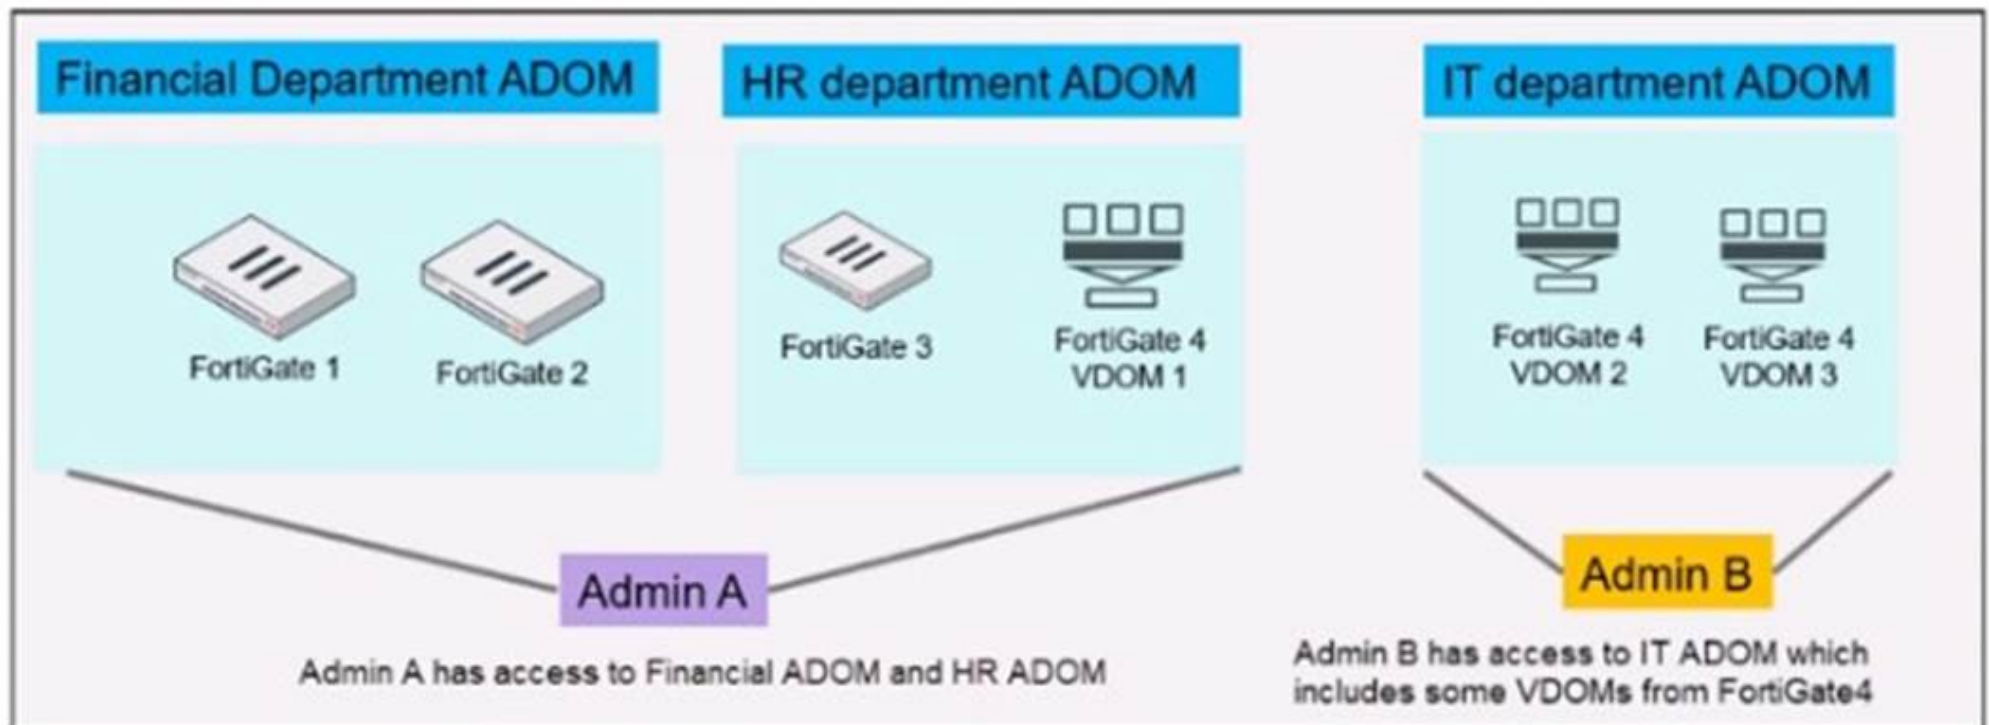 Financial Department ADOM
HR department ADOM
IT department ADOM
FortiGate 1
FortiGate 2
FortiGate 3
FortiGate 4
VDOM 1
FortiGate 4
VDOM 2
FortiGate 4
VDOM 3
Admin A
Admin B
Admin A has access to Financial ADOM and HR ADOM
Admin B has access to IT ADOM which
includes some VDOMs from FortiGate4